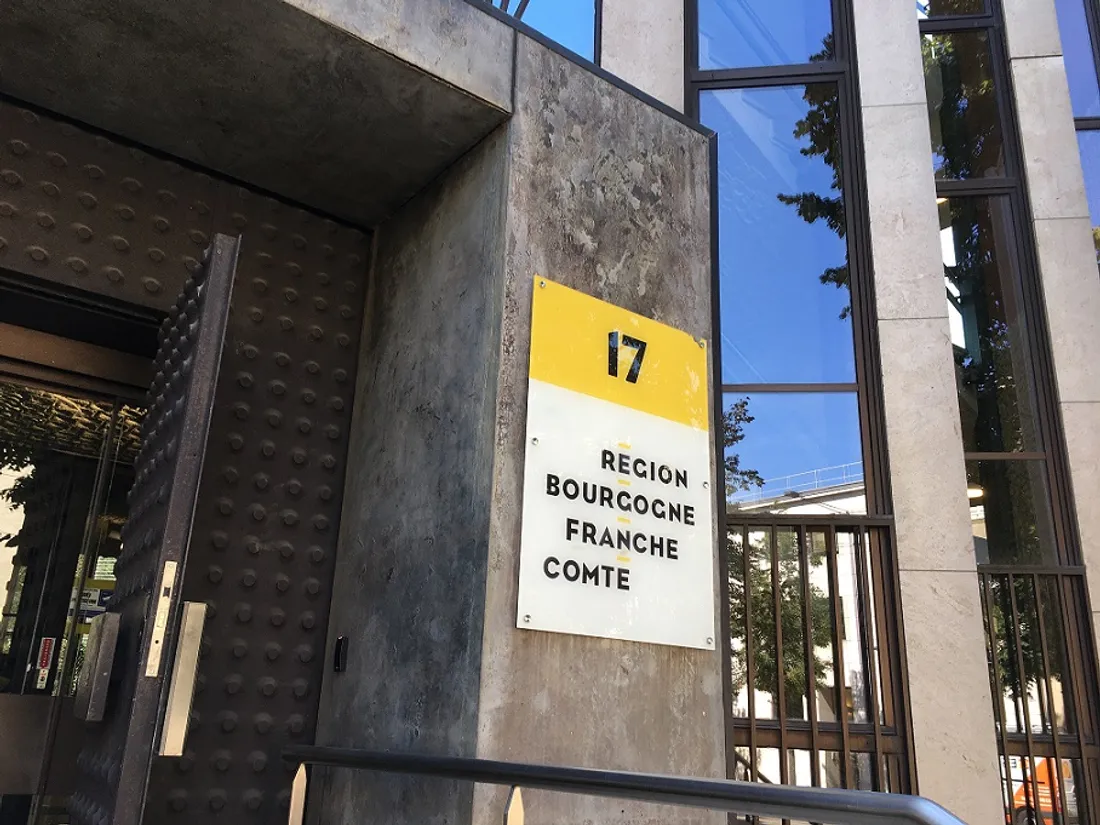 17
REGION
BOURGOGNE
FRANCHE
COMTE